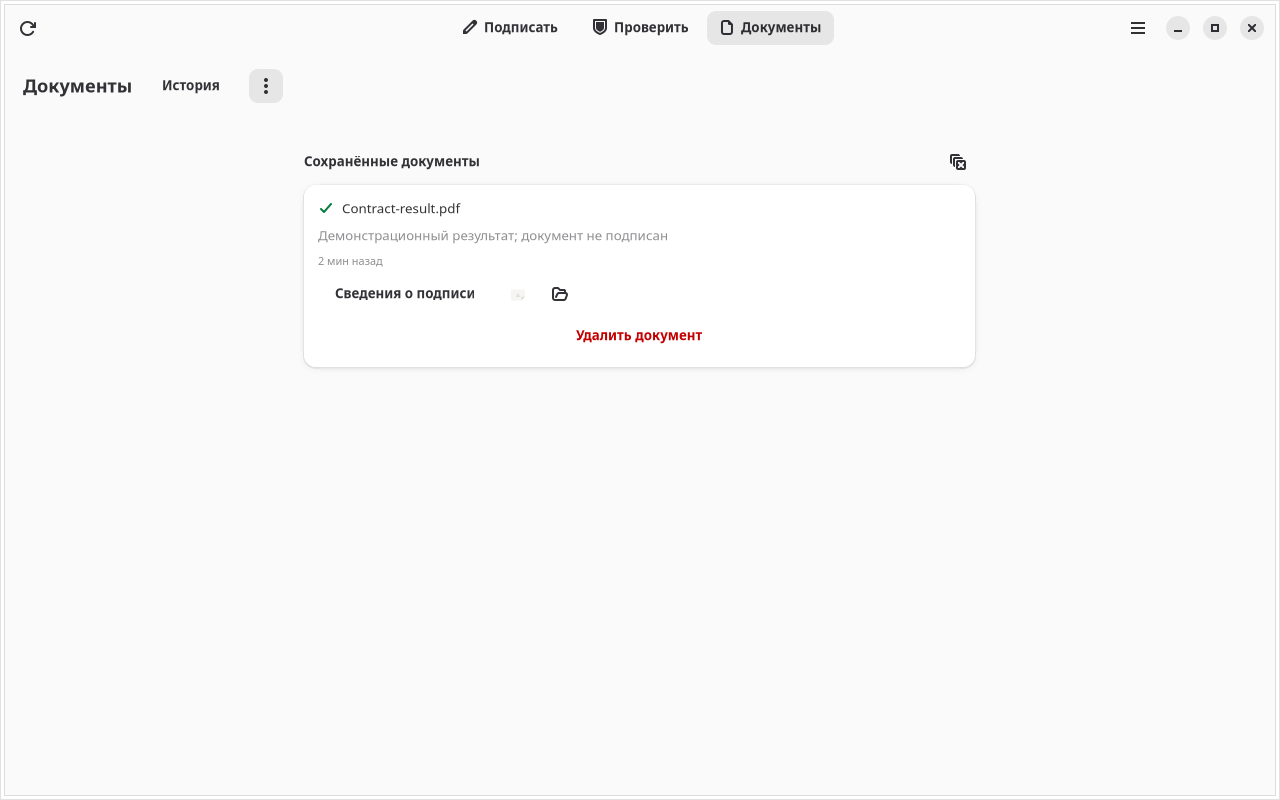 Подписать
Проверить
Документы
Документы
История
Сохранённые документы
Contract-result.pdf
Демонстрационный результат; документ не подписан
2 мин назад
Сведения о подписи
Удалить документ